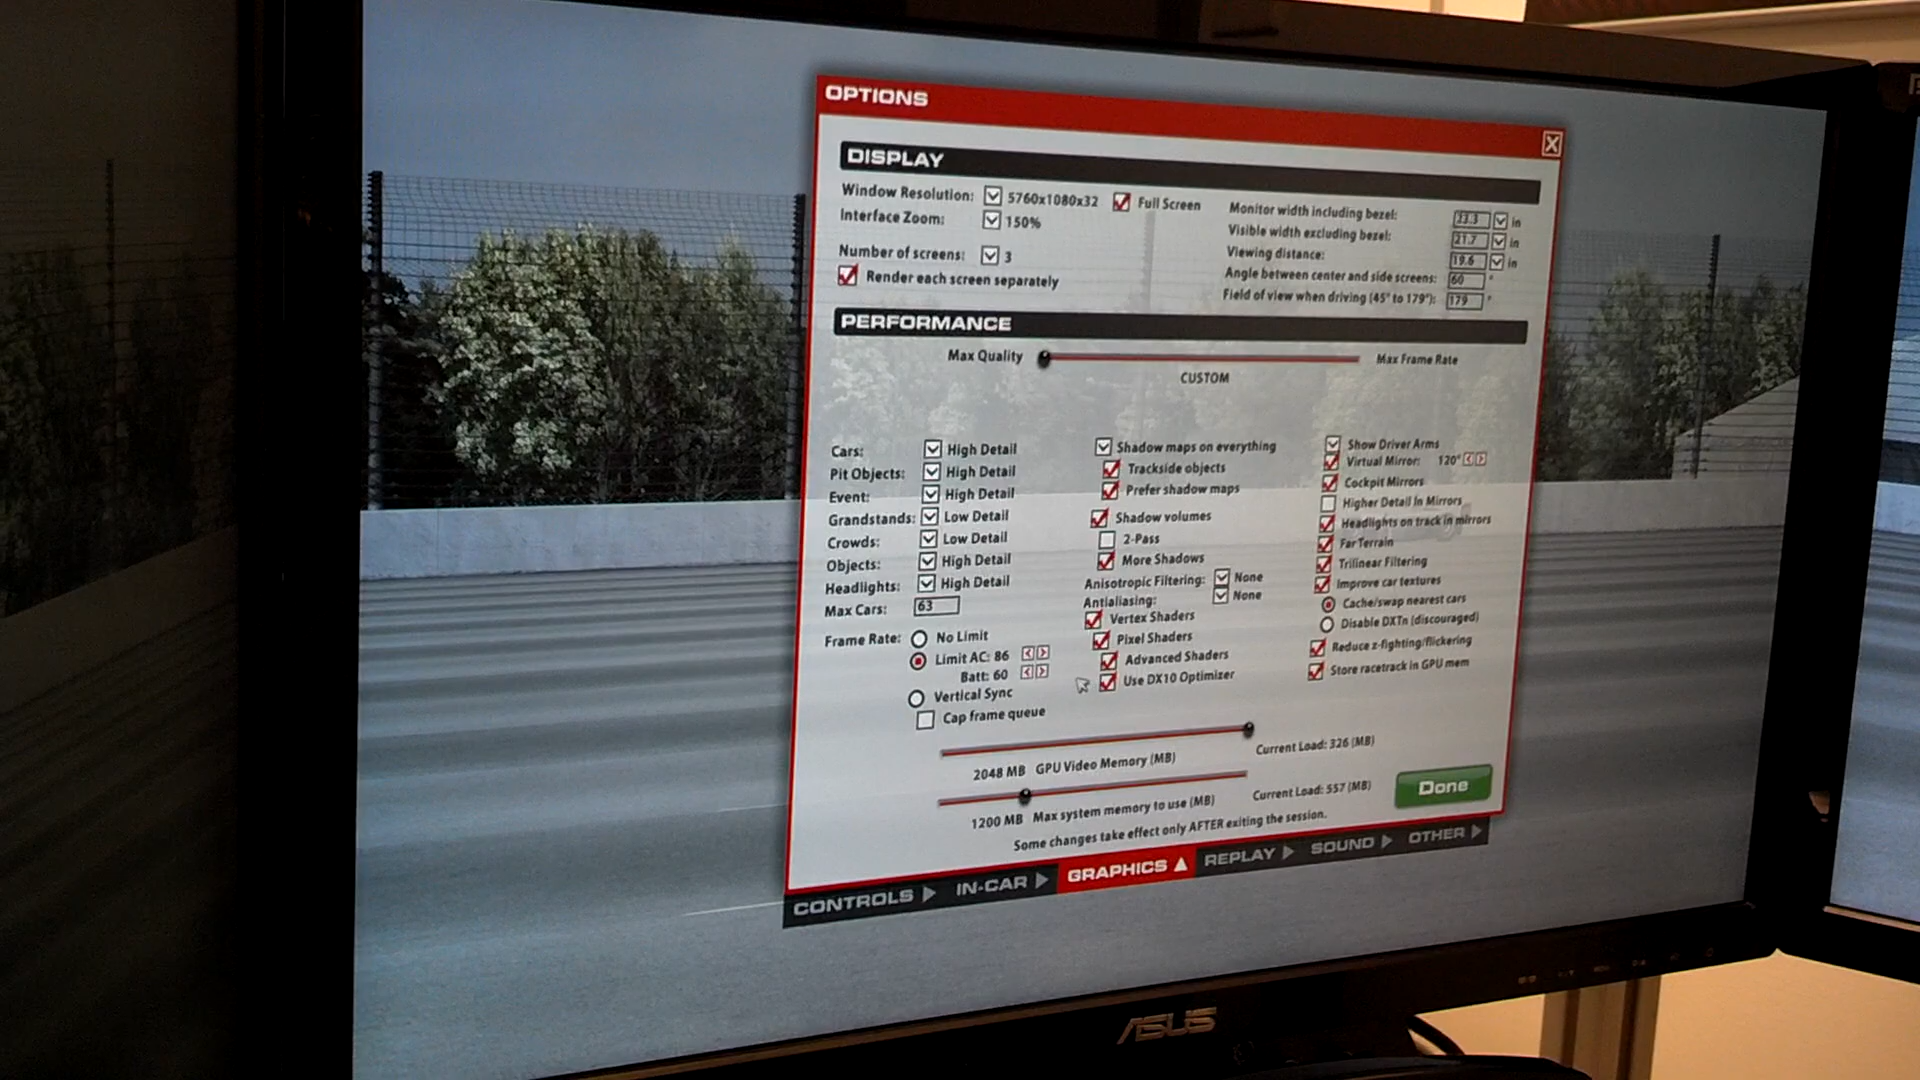 OPTIONS
DISPLAY
Window Resolution: 5760x1080x32 Full Screen
Interface Zoom: 150%
Number of screens: 3
Render each screen separately
Monitor width including bezel: 23.3 in
Visible width excluding bezel: 21.7 in
Viewing distance: 19.6 in
Angle between center and side screens: 60 °
Field of view when driving (45° to 179°): 179 °
PERFORMANCE
Max Quality Max Frame Rate
CUSTOM
Cars: High Detail
Pit Objects: High Detail
Event: High Detail
Grandstands: Low Detail
Crowds: Low Detail
Objects: High Detail
Headlights: High Detail
Max Cars: 63
Frame Rate: No Limit
Limit AC: 86
Batt: 60
Vertical Sync
Cap frame queue
Shadow maps on everything
Trackside objects
Prefer shadow maps
Shadow volumes
2-Pass
More Shadows
Anisotropic Filtering: None
Antialiasing: None
Vertex Shaders
Pixel Shaders
Advanced Shaders
Use DX10 Optimizer
Show Driver Arms
Virtual Mirror: 120°
Cockpit Mirrors
Higher Detail In Mirrors
Headlights on track in mirrors
Far Terrain
Trilinear Filtering
Improve car textures
Cache/swap nearest cars
Disable DXTn (discouraged)
Reduce z-fighting/flickering
Store racetrack in GPU mem
2048 MB GPU Video Memory (MB) Current Load: 326 (MB)
1200 MB Max system memory to use (MB) Current Load: 557 (MB)
Some changes take effect only AFTER exiting the session.
Done
CONTROLS IN-CAR GRAPHICS REPLAY SOUND OTHER
ASUS